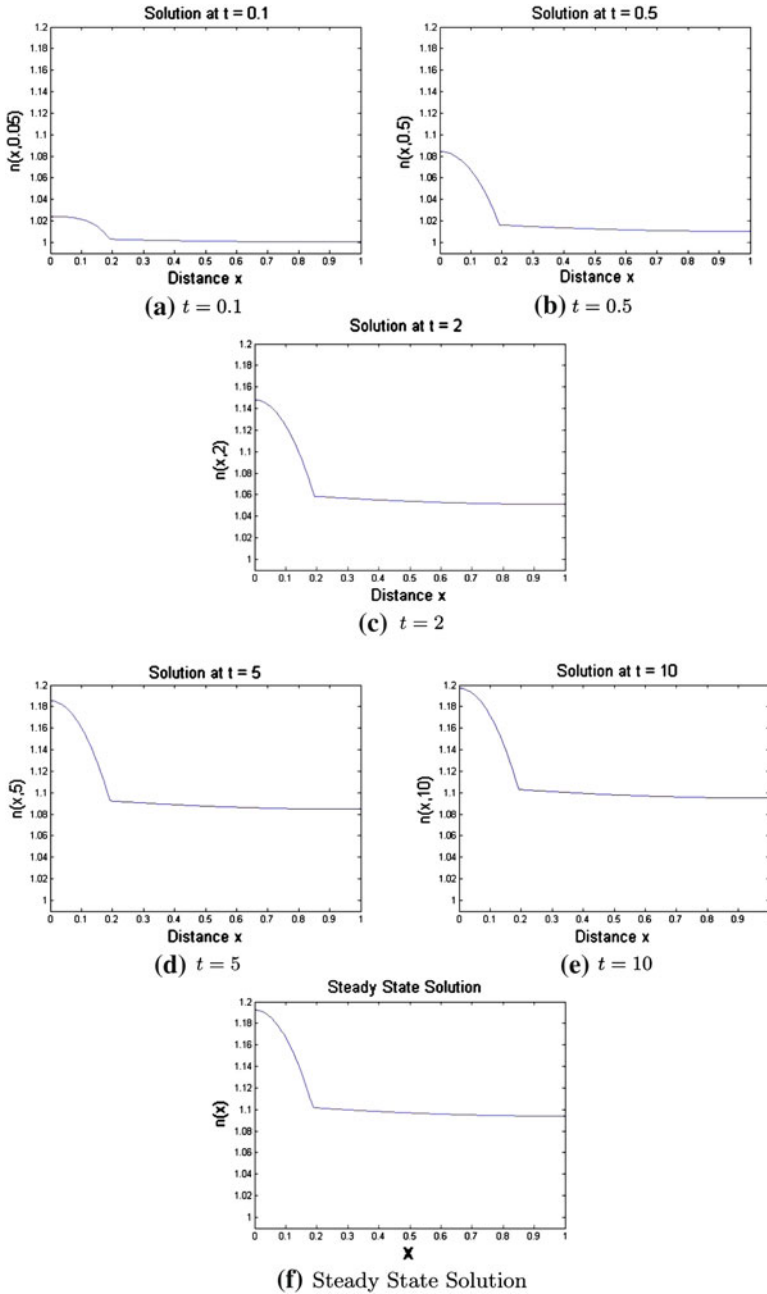 Solution at t = 0.1
n(x,0.05)
1.2
1.18
1.16
1.14
1.12
1.1
1.08
1.06
1.04
1.02
1
0 0.1 0.2 0.3 0.4 0.5 0.6 0.7 0.8 0.9 1
Distance x
(a) t = 0.1
Solution at t = 0.5
n(x,0.5)
1.2
1.18
1.16
1.14
1.12
1.1
1.08
1.06
1.04
1.02
1
0 0.1 0.2 0.3 0.4 0.5 0.6 0.7 0.8 0.9 1
Distance x
(b) t = 0.5
Solution at t = 2
n(x,2)
1.2
1.18
1.16
1.14
1.12
1.1
1.08
1.06
1.04
1.02
1
0 0.1 0.2 0.3 0.4 0.5 0.6 0.7 0.8 0.9 1
Distance x
(c) t = 2
Solution at t = 5
n(x,5)
1.2
1.18
1.16
1.14
1.12
1.1
1.08
1.06
1.04
1.02
1
0 0.1 0.2 0.3 0.4 0.5 0.6 0.7 0.8 0.9 1
Distance x
(d) t = 5
Solution at t = 10
n(x,10)
1.2
1.18
1.16
1.14
1.12
1.1
1.08
1.06
1.04
1.02
1
0 0.1 0.2 0.3 0.4 0.5 0.6 0.7 0.8 0.9
Distance x
(e) t = 10
Steady State Solution
n(x)
1.2
1.18
1.16
1.14
1.12
1.1
1.08
1.06
1.04
1.02
1
0 0.1 0.2 0.3 0.4 0.5 0.6 0.7 0.8 0.9 1
X
(f) Steady State Solution